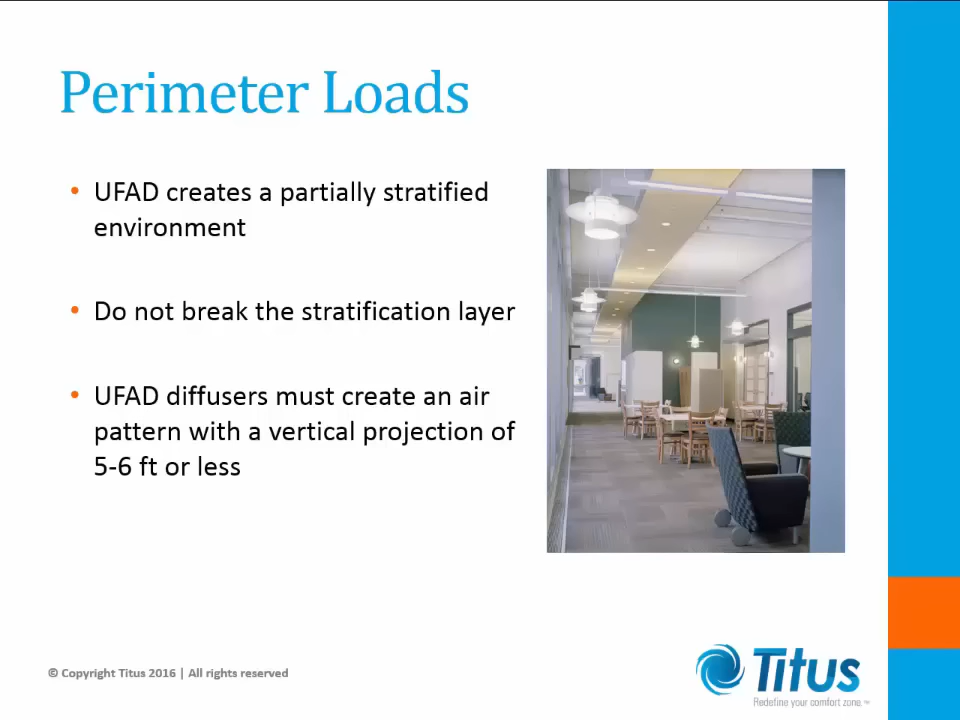 Perimeter Loads
• UFAD creates a partially stratified
environment
• Do not break the stratification layer
• UFAD diffusers must create an air
pattern with a vertical projection of
5-6 ft or less
© Copyright Titus 2016 | All rights reserved
Titus
Redefine your comfort zone.™